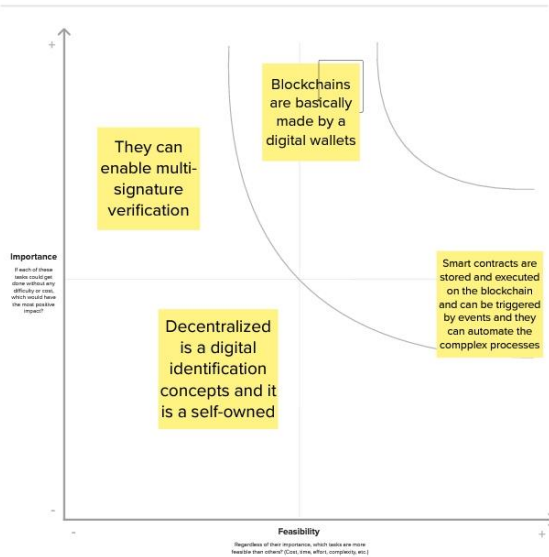 +
Blockchains
are basically
made by a
digital wallets
They can
enable multi-
signature
verification
Importance
If each of these
tasks could get
done without any
difficulty or cost,
which would have
the most positive
impact?
Smart contracts are
stored and executed
on the blockchain
and can be triggered
by events and they
can automate the
compplex processes
Decentralized
is a digital
identification
concepts and it
is a self-owned
-
-
Feasibility
+
Regardless of their importance, which tasks are more
feasible than others? (Cost, time, effort, complexity, etc.)